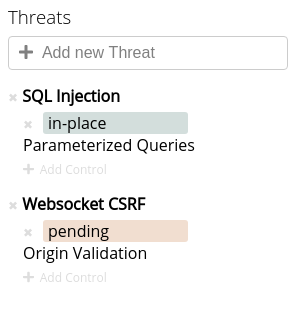 Threats
Add new Threat
SQL Injection
in-place
Parameterized Queries
Add Control
Websocket CSRF
pending
Origin Validation
Add Control